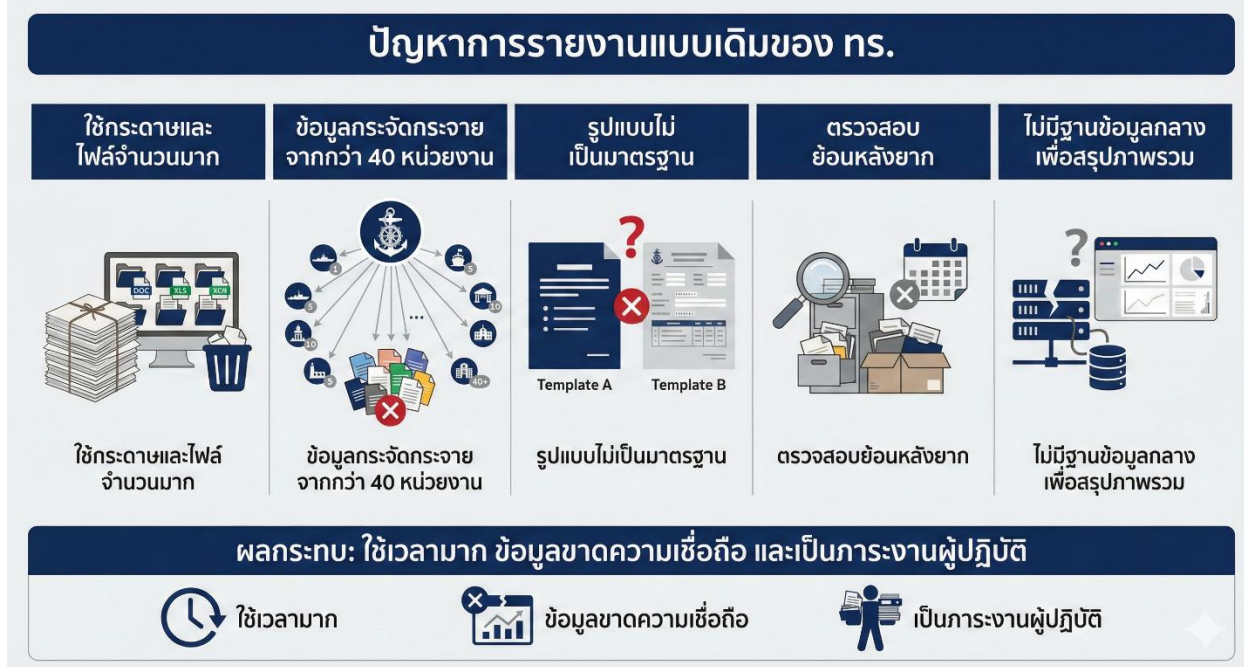 ปัญหาการรายงานแบบเดิมของ ทร.
ใช้กระดาษและ
ไฟล์จำนวนมาก
ข้อมูลกระจัดกระจาย
จากกว่า 40 หน่วยงาน
รูปแบบไม่
เป็นมาตรฐาน
ตรวจสอบ
ย้อนหลังยาก
ไม่มีฐานข้อมูลกลาง
เพื่อสรุปภาพรวม
DOC
XLS
1
5
5
10
10
5
40+
...
?
Template A
Template B
?
ใช้กระดาษและไฟล์
จำนวนมาก
ข้อมูลกระจัดกระจาย
จากกว่า 40 หน่วยงาน
รูปแบบไม่เป็นมาตรฐาน
ตรวจสอบย้อนหลังยาก
ไม่มีฐานข้อมูลกลาง
เพื่อสรุปภาพรวม
ผลกระทบ: ใช้เวลามาก ข้อมูลขาดความเชื่อถือ และเป็นภาระงานผู้ปฏิบัติ
ใช้เวลามาก
ข้อมูลขาดความเชื่อถือ
เป็นภาระงานผู้ปฏิบัติ